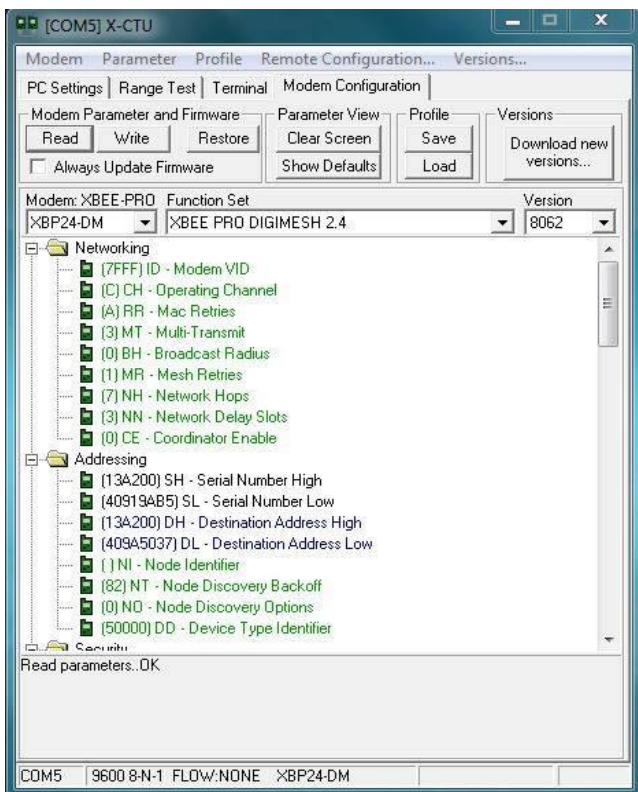 [COM5] X-CTU
Modem Parameter Profile Remote Configuration... Versions...
PC Settings Range Test Terminal Modem Configuration
Modem Parameter and Firmware Parameter View Profile Versions
Read Write Restore Clear Screen Save Download new versions...
Always Update Firmware Show Defaults Load
Modem: XBEE-PRO Function Set Version
XBP24-DM XBEE PRO DIGIMESH 2.4 8062
Networking
(7FFF) ID - Modem VID
(C) CH - Operating Channel
(A) RR - Mac Retries
(3) MT - Multi-Transmit
(0) BH - Broadcast Radius
(1) MR - Mesh Retries
(7) NH - Network Hops
(3) NN - Network Delay Slots
(0) CE - Coordinator Enable
Addressing
(13A200) SH - Serial Number High
(40919AB5) SL - Serial Number Low
(13A200) DH - Destination Address High
(409A5037) DL - Destination Address Low
( ) NI - Node Identifier
(82) NT - Node Discovery Backoff
(0) NO - Node Discovery Options
(50000) DD - Device Type Identifier
Security
Read parameters..OK
COM5 9600 8-N-1 FLOW:NONE XBP24-DM